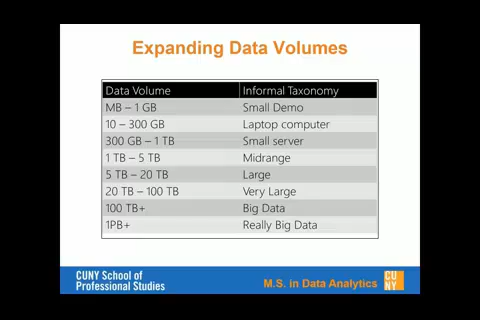 Expanding Data Volumes
Data Volume Informal Taxonomy
MB – 1 GB Small Demo
10 – 300 GB Laptop computer
300 GB – 1 TB Small server
1 TB – 5 TB Midrange
5 TB – 20 TB Large
20 TB – 100 TB Very Large
100 TB+ Big Data
1PB+ Really Big Data
CUNY School of
Professional Studies
M.S. in Data Analytics
CU
NY